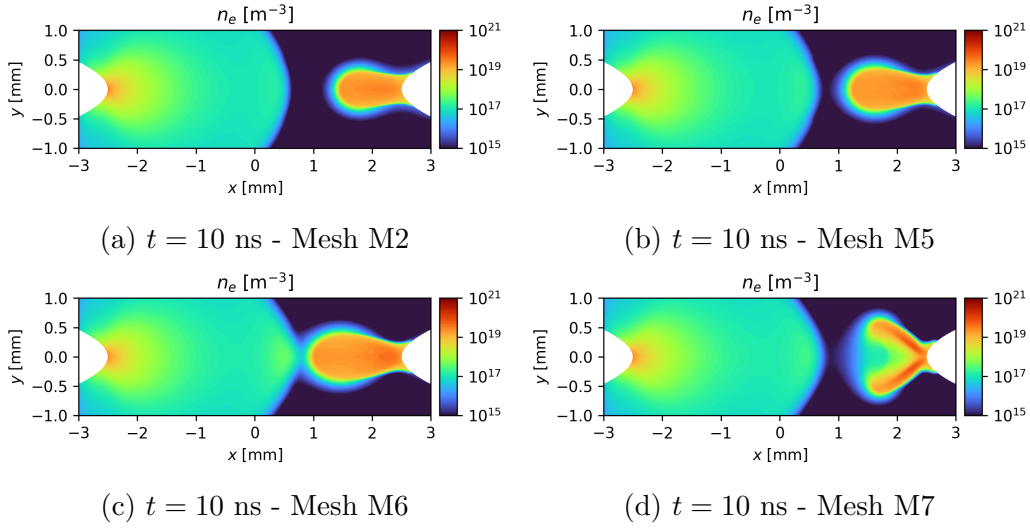 n_e [m^{-3}]
1.0
0.5
0.0
−0.5
−1.0
y [mm]
−3 −2 −1 0 1 2 3
x [mm]
10^{21}
10^{19}
10^{17}
10^{15}
(a) t = 10 ns - Mesh M2
n_e [m^{-3}]
1.0
0.5
0.0
−0.5
−1.0
y [mm]
−3 −2 −1 0 1 2 3
x [mm]
10^{21}
10^{19}
10^{17}
10^{15}
(b) t = 10 ns - Mesh M5
n_e [m^{-3}]
1.0
0.5
0.0
−0.5
−1.0
y [mm]
−3 −2 −1 0 1 2 3
x [mm]
10^{21}
10^{19}
10^{17}
10^{15}
(c) t = 10 ns - Mesh M6
n_e [m^{-3}]
1.0
0.5
0.0
−0.5
−1.0
y [mm]
−3 −2 −1 0 1 2 3
x [mm]
10^{21}
10^{19}
10^{17}
10^{15}
(d) t = 10 ns - Mesh M7